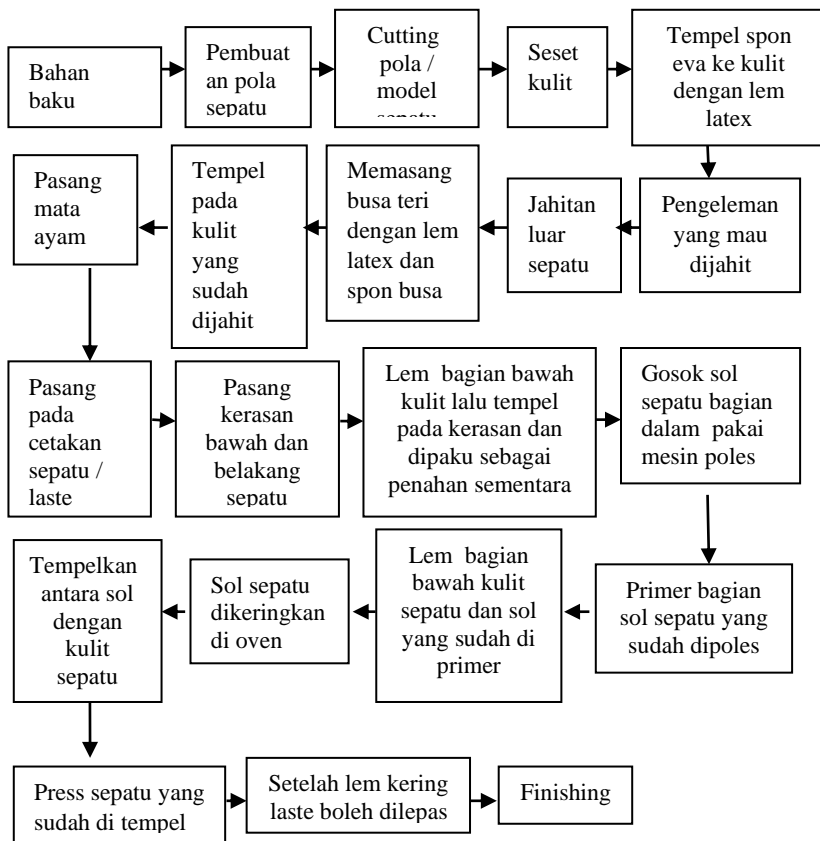 Bahan
baku
Pembuat
an pola
sepatu
Cutting
pola /
model
sepatu
Seset
kulit
Tempel spon
eva ke kulit
dengan lem
latex
Pengeleman
yang mau
dijahit
Jahitan
luar
sepatu
Memasang
busa teri
dengan lem
latex dan
spon busa
Tempel
pada
kulit
yang
sudah
dijahit
Pasang
mata
ayam
Pasang
pada
cetakan
sepatu /
laste
Pasang
kerasan
bawah dan
belakang
sepatu
Lem bagian bawah
kulit lalu tempel
pada kerasan dan
dipaku sebagai
penahan sementara
Gosok sol
sepatu bagian
dalam pakai
mesin poles
Primer bagian
sol sepatu yang
sudah dipoles
Lem bagian
bawah kulit
sepatu dan sol
yang sudah di
primer
Sol sepatu
dikeringkan
di oven
Tempelkan
antara sol
dengan
kulit
sepatu
Press sepatu yang
sudah di tempel
Setelah lem kering
laste boleh dilepas
Finishing